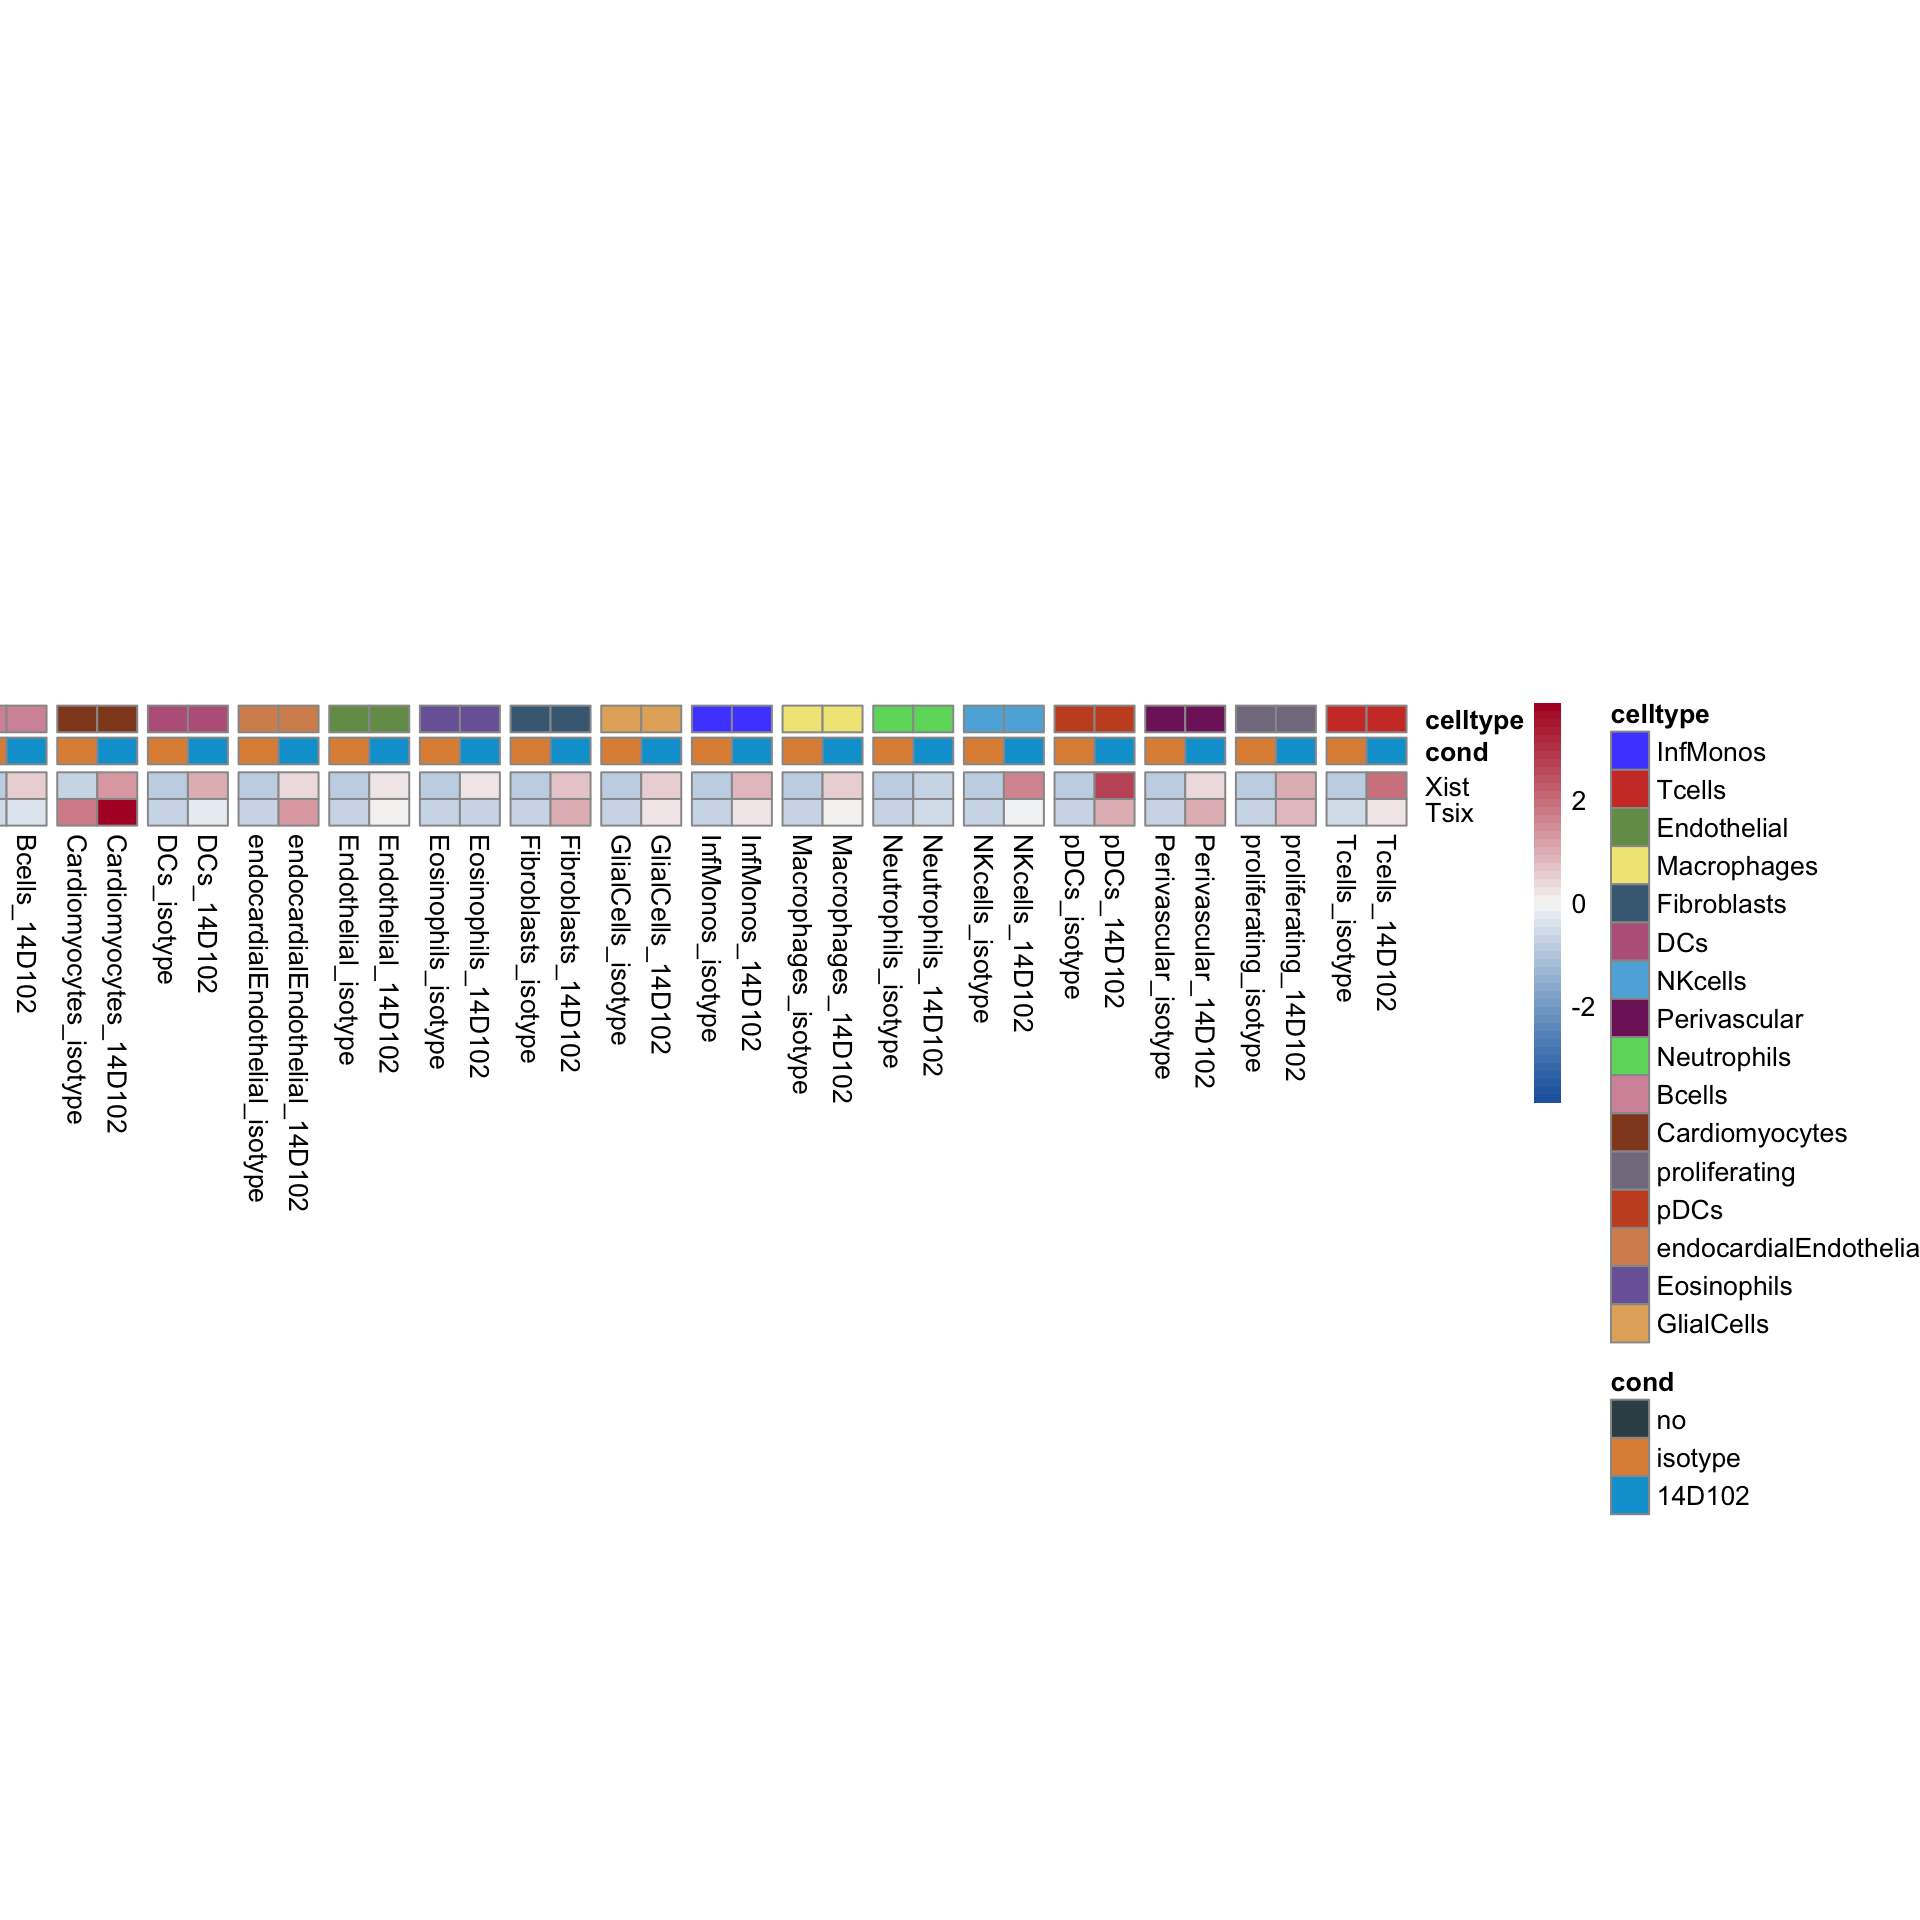 celltype
cond
Xist
Tsix
Bcells_14D102
Cardiomyocytes_isotype
Cardiomyocytes_14D102
DCs_isotype
DCs_14D102
endocardialEndothelial_isotype
endocardialEndothelial_14D102
Endothelial_isotype
Endothelial_14D102
Eosinophils_isotype
Eosinophils_14D102
Fibroblasts_isotype
Fibroblasts_14D102
GlialCells_isotype
GlialCells_14D102
InfMonos_isotype
InfMonos_14D102
Macrophages_isotype
Macrophages_14D102
Neutrophils_isotype
Neutrophils_14D102
NKcells_isotype
NKcells_14D102
pDCs_isotype
pDCs_14D102
Perivascular_isotype
Perivascular_14D102
proliferating_isotype
proliferating_14D102
Tcells_isotype
Tcells_14D102
2
0
-2
celltype
InfMonos
Tcells
Endothelial
Macrophages
Fibroblasts
DCs
NKcells
Perivascular
Neutrophils
Bcells
Cardiomyocytes
proliferating
pDCs
endocardialEndothelia
Eosinophils
GlialCells
cond
no
isotype
14D102